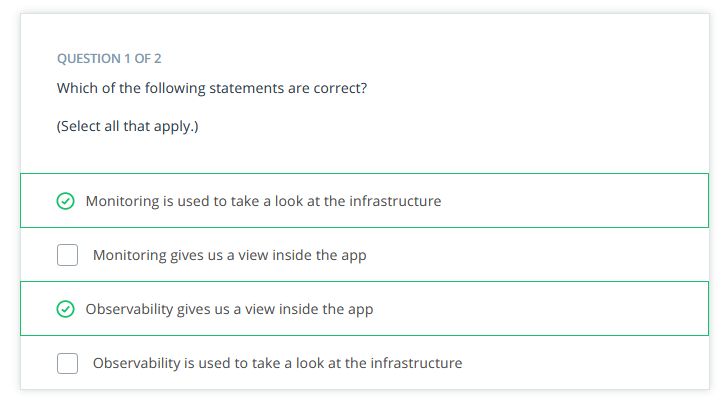 QUESTION 1 OF 2
Which of the following statements are correct?
(Select all that apply.)
Monitoring is used to take a look at the infrastructure
Monitoring gives us a view inside the app
Observability gives us a view inside the app
Observability is used to take a look at the infrastructure